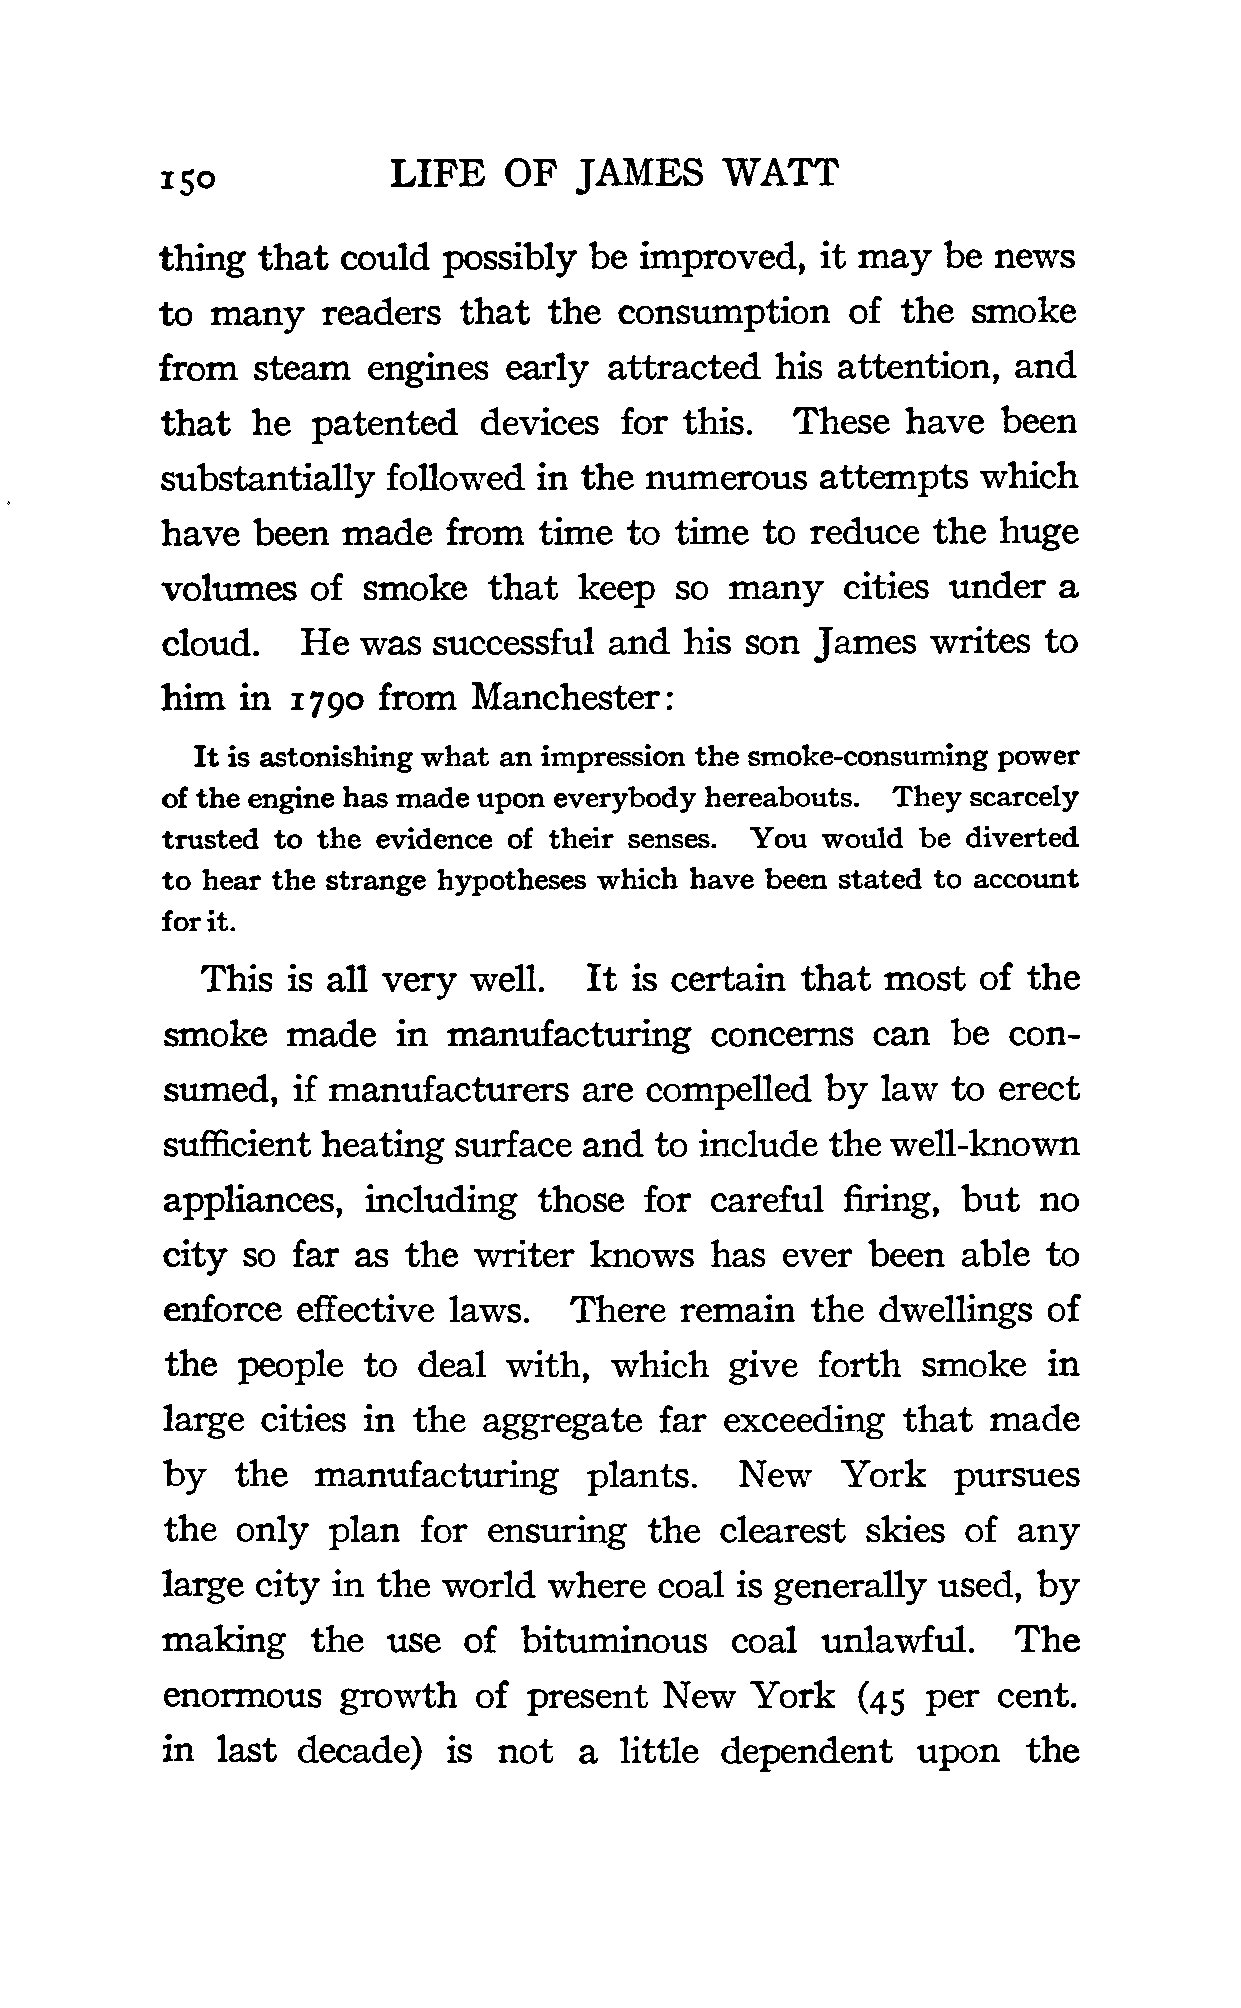 150 LIFE OF JAMES WATT
thing that could possibly be improved, it may be news
to many readers that the consumption of the smoke
from steam engines early attracted his attention, and
that he patented devices for this. These have been
substantially followed in the numerous attempts which
have been made from time to time to reduce the huge
volumes of smoke that keep so many cities under a
cloud. He was successful and his son James writes to
him in 1790 from Manchester:
It is astonishing what an impression the smoke-consuming power
of the engine has made upon everybody hereabouts. They scarcely
trusted to the evidence of their senses. You would be diverted
to hear the strange hypotheses which have been stated to account
for it.
This is all very well. It is certain that most of the
smoke made in manufacturing concerns can be con-
sumed, if manufacturers are compelled by law to erect
sufficient heating surface and to include the well-known
appliances, including those for careful firing, but no
city so far as the writer knows has ever been able to
enforce effective laws. There remain the dwellings of
the people to deal with, which give forth smoke in
large cities in the aggregate far exceeding that made
by the manufacturing plants. New York pursues
the only plan for ensuring the clearest skies of any
large city in the world where coal is generally used, by
making the use of bituminous coal unlawful. The
enormous growth of present New York (45 per cent.
in last decade) is not a little dependent upon the